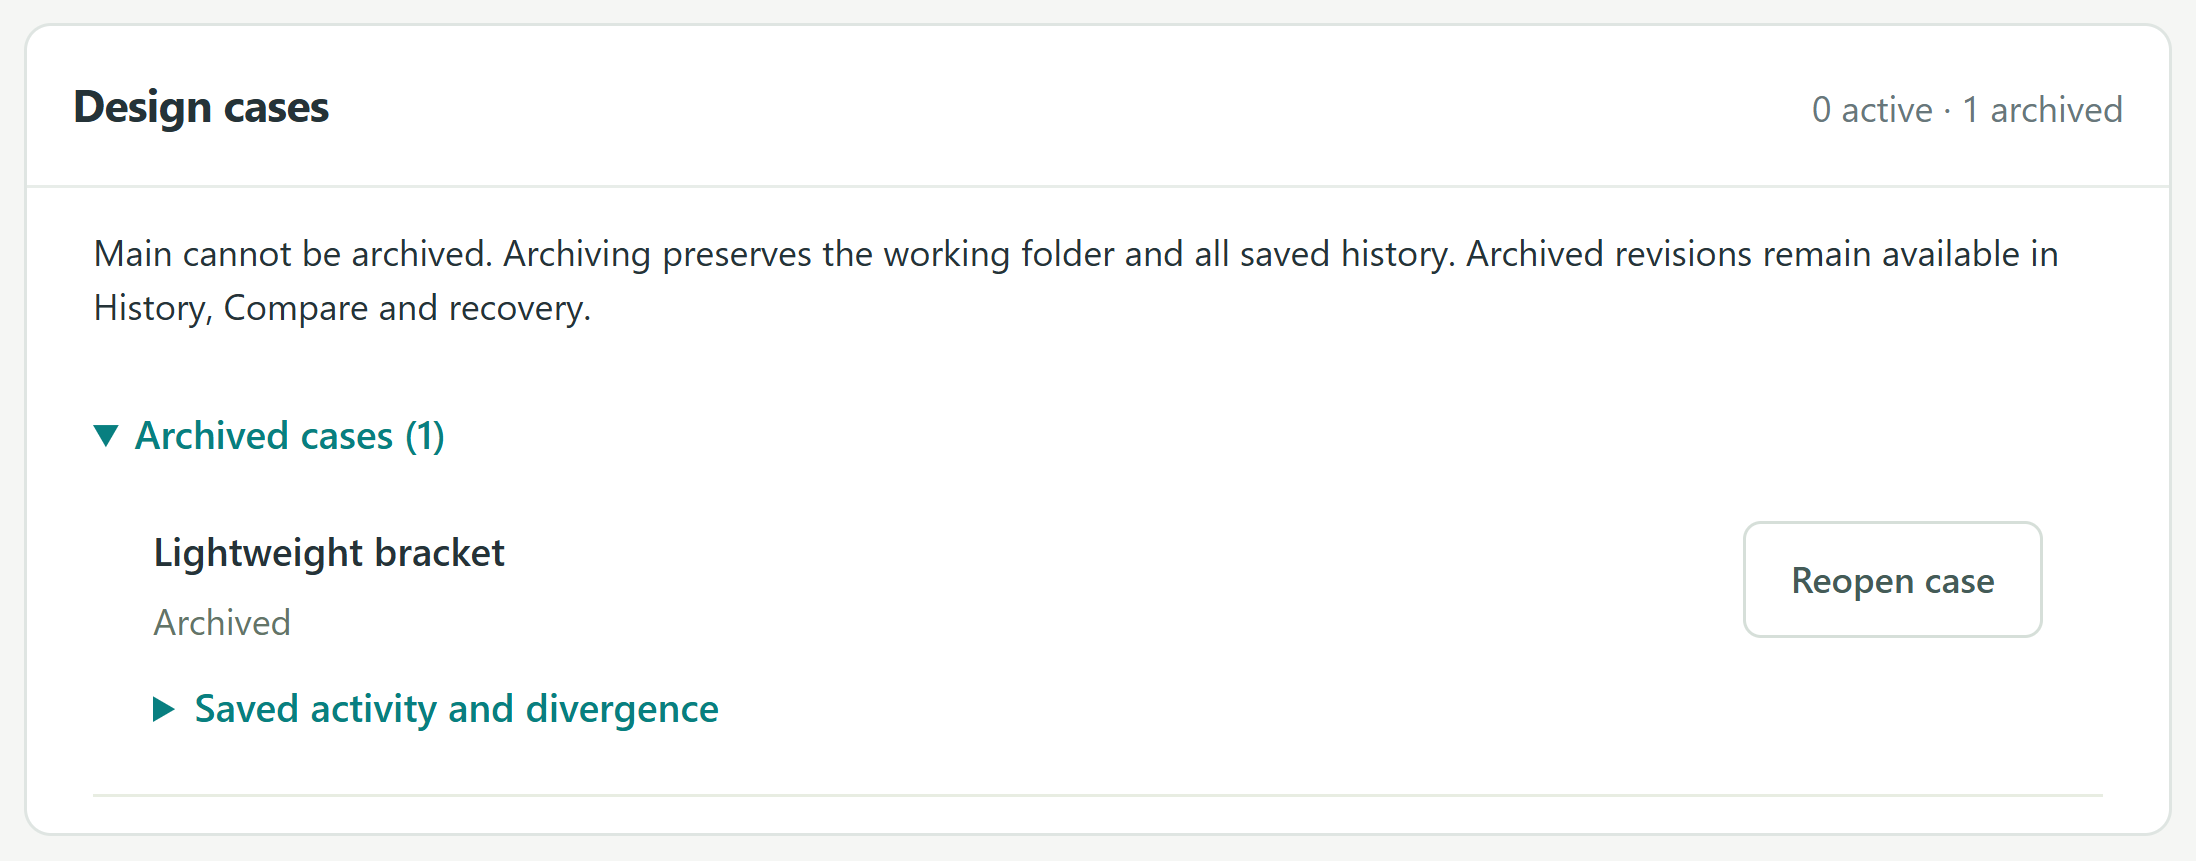 Design cases
0 active · 1 archived
Main cannot be archived. Archiving preserves the working folder and all saved history. Archived revisions remain available in
History, Compare and recovery.
Archived cases (1)
Lightweight bracket
Reopen case
Archived
Saved activity and divergence